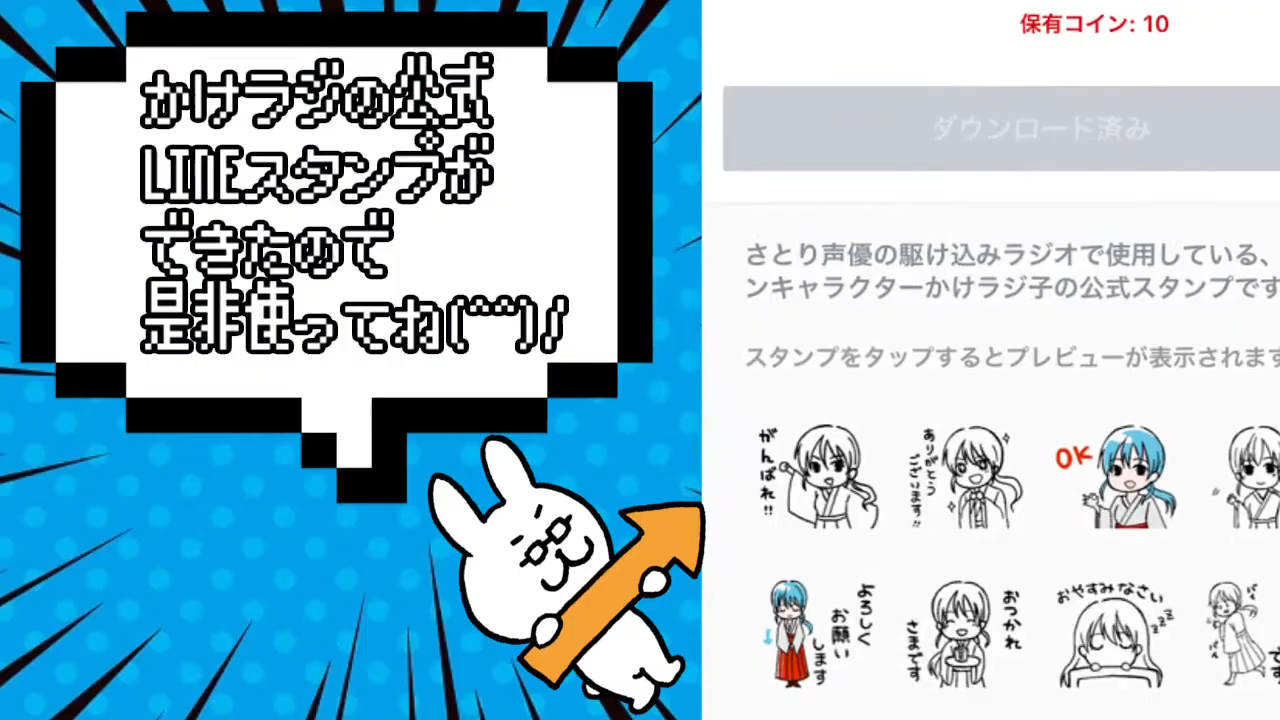 かけラジの公式
LINEスタンプが
できたので
是非使ってね(^^)/
保有コイン: 10
ダウンロード済み
さとり声優の駆け込みラジオで使用している、
ンキャラクターかけラジ子の公式スタンプです
スタンプをタップするとプレビューが表示されます
がんばれ!!
ありがとう
ございます!!
OK
よろしく
お願い
します
おつかれ
さまです
おやすみなさい
zzz